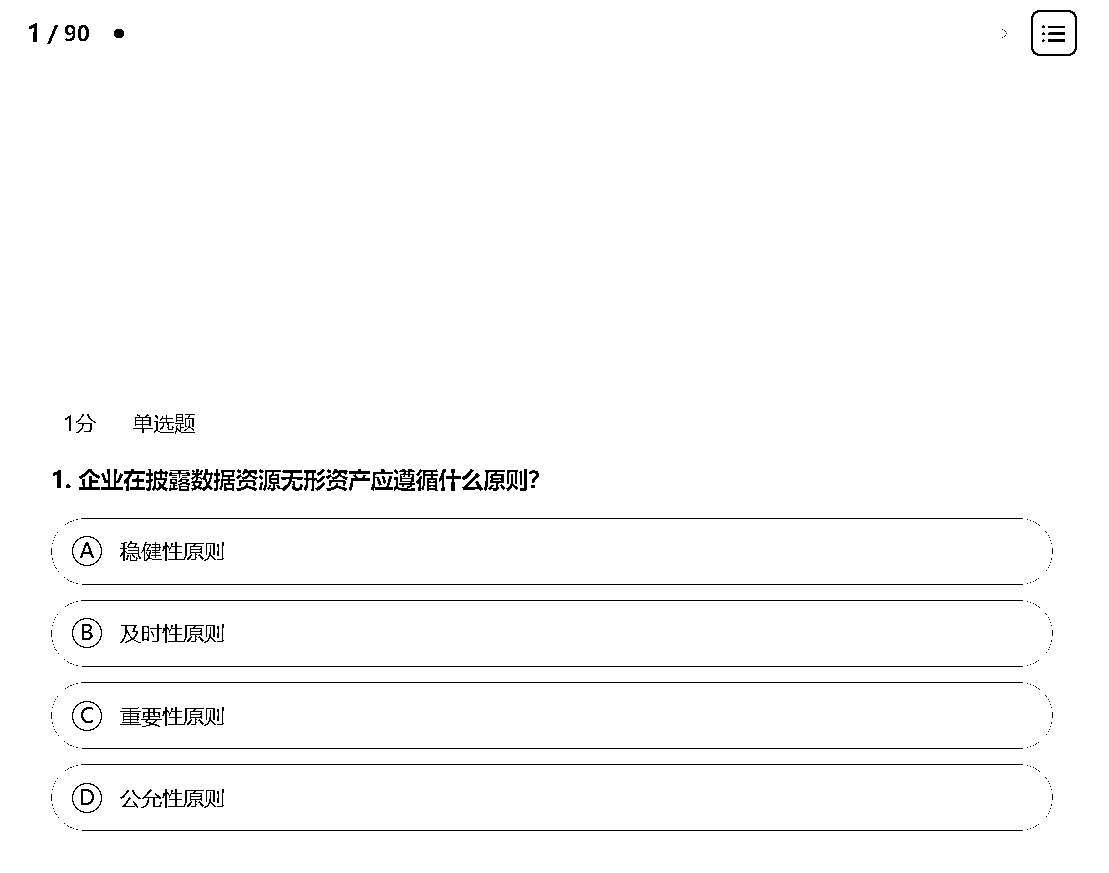 1 / 90
1分 单选题
1. 企业在披露数据资源无形资产应遵循什么原则?
A 稳健性原则
B 及时性原则
C 重要性原则
D 公允性原则